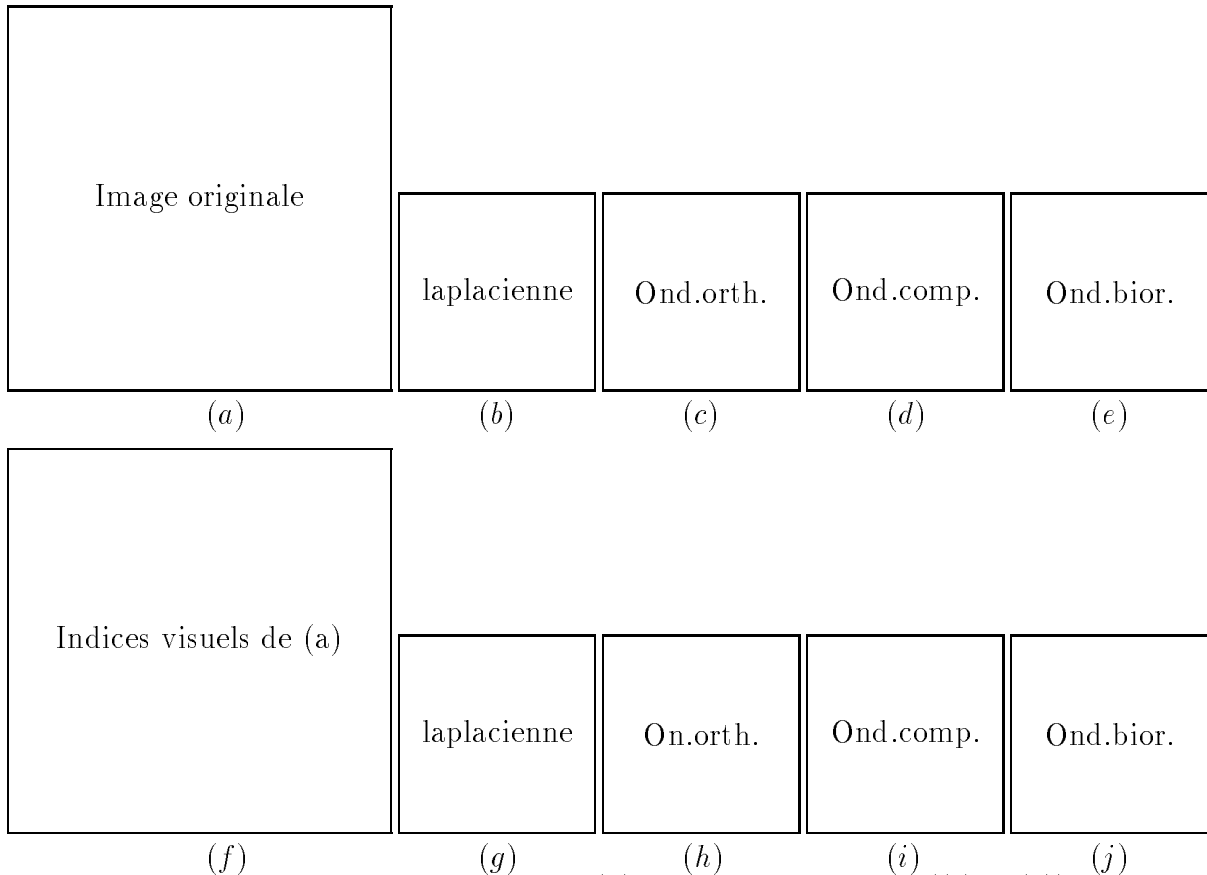 Image originale
laplacienne Ond.orth. Ond.comp. Ond.bior.
(a) (b) (c) (d) (e)
Indices visuels de (a)
laplacienne On.orth. Ond.comp. Ond.bior.
(f) (g) (h) (i) (j)